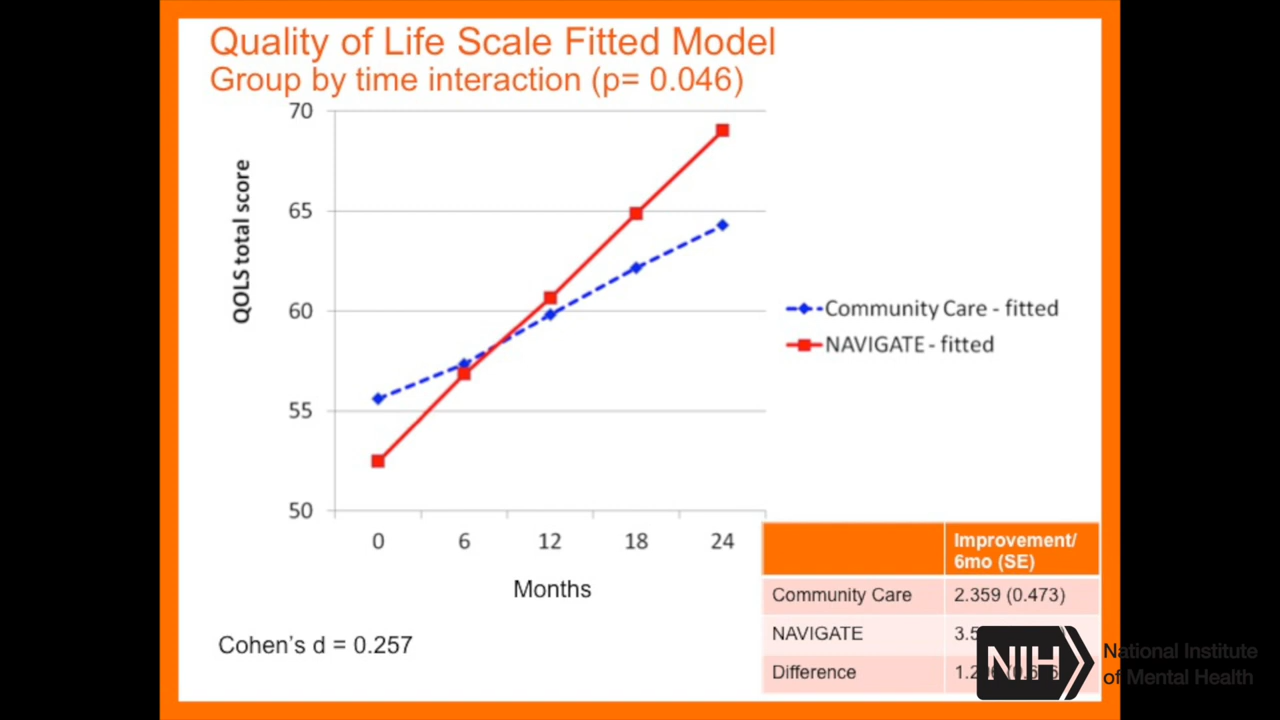 Quality of Life Scale Fitted Model
Group by time interaction (p= 0.046)
70
65
60
55
50
QOLS total score
0 6 12 18 24
Months
Community Care - fitted
NAVIGATE - fitted
Cohen's d = 0.257
Improvement/
6mo (SE)
Community Care 2.359 (0.473)
NAVIGATE
Difference
NIH
National Institute
of Mental Health